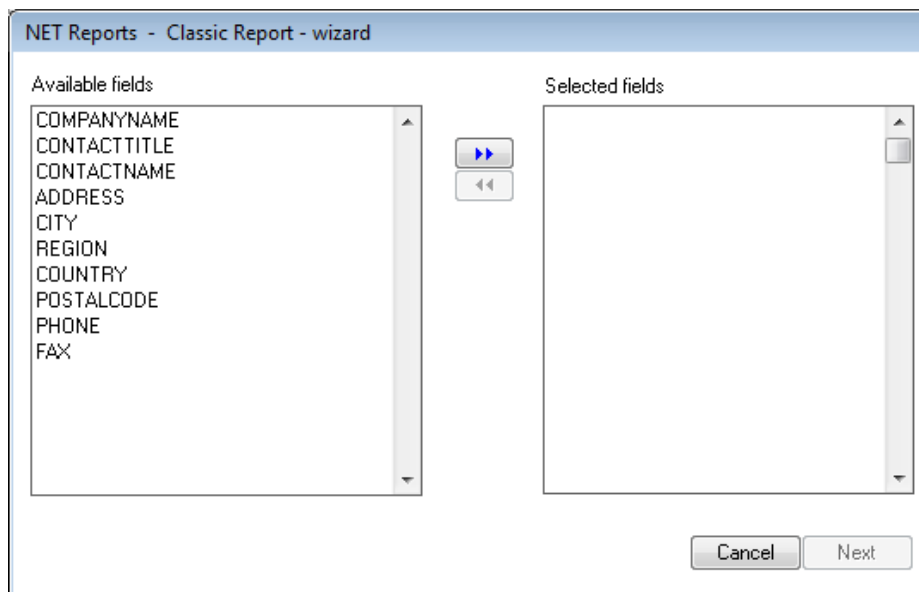 NET Reports - Classic Report - wizard
Available fields
Selected fields
COMPANYNAME
CONTACTTITLE
CONTACTNAME
ADDRESS
CITY
REGION
COUNTRY
POSTALCODE
PHONE
FAX
Cancel
Next